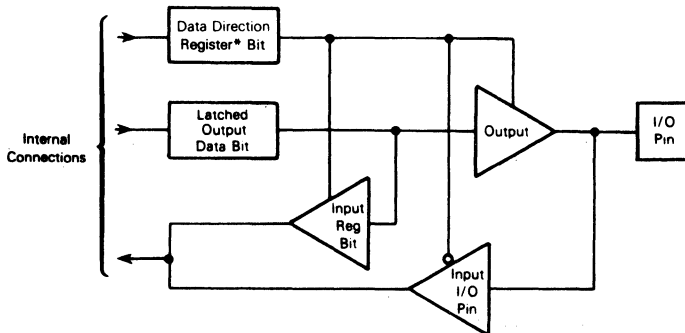 Data Direction
Register* Bit
Latched
Output
Data Bit
Internal
Connections
Output
I/O
Pin
Input
Reg
Bit
Input
I/O
Pin